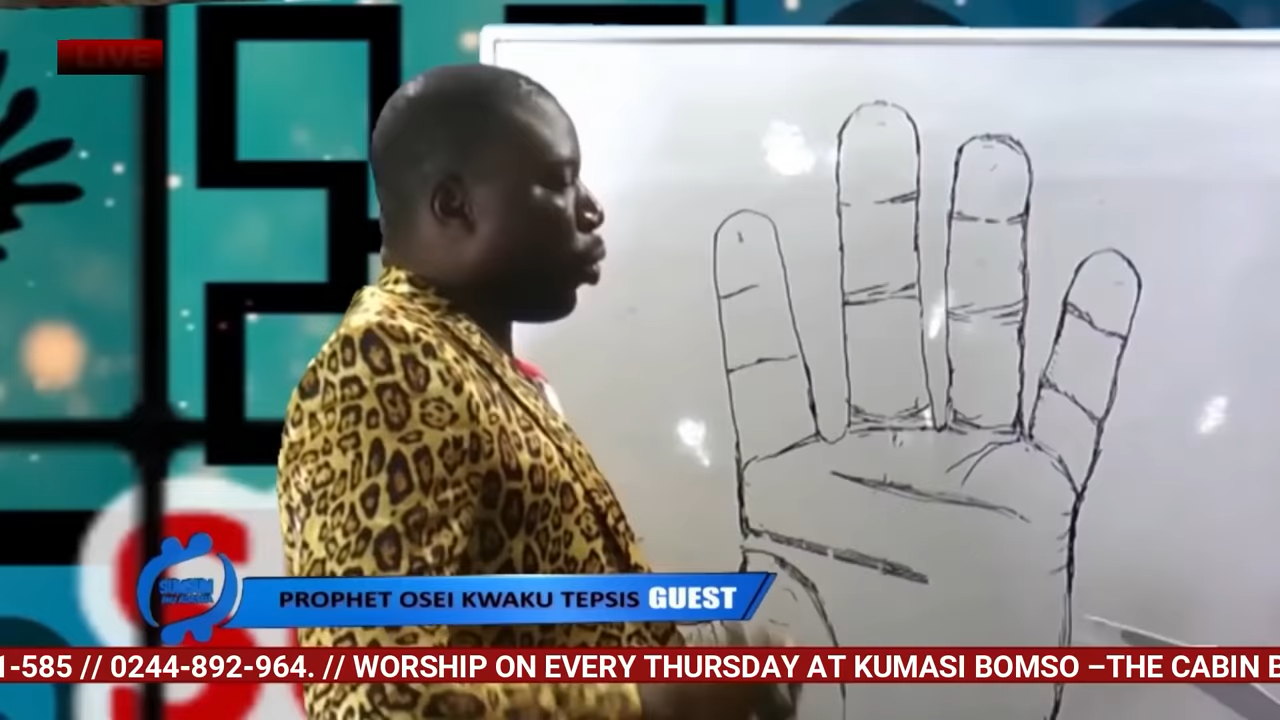 LIVE
PROPHET OSEI KWAKU TEPSIS GUEST
1-585 // 0244-892-964. // WORSHIP ON EVERY THURSDAY AT KUMASI BOMSO –THE CABIN B